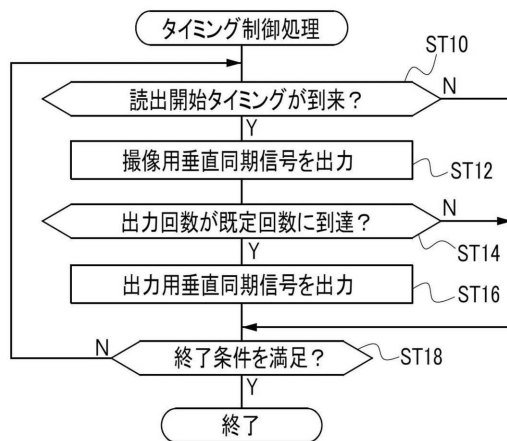 タイミング制御処理
ST10
読出開始タイミングが到来?
N
Y
撮像用垂直同期信号を出力
ST12
出力回数が既定回数に到達?
N
ST14
Y
出力用垂直同期信号を出力
ST16
N
終了条件を満足?
ST18
Y
終了